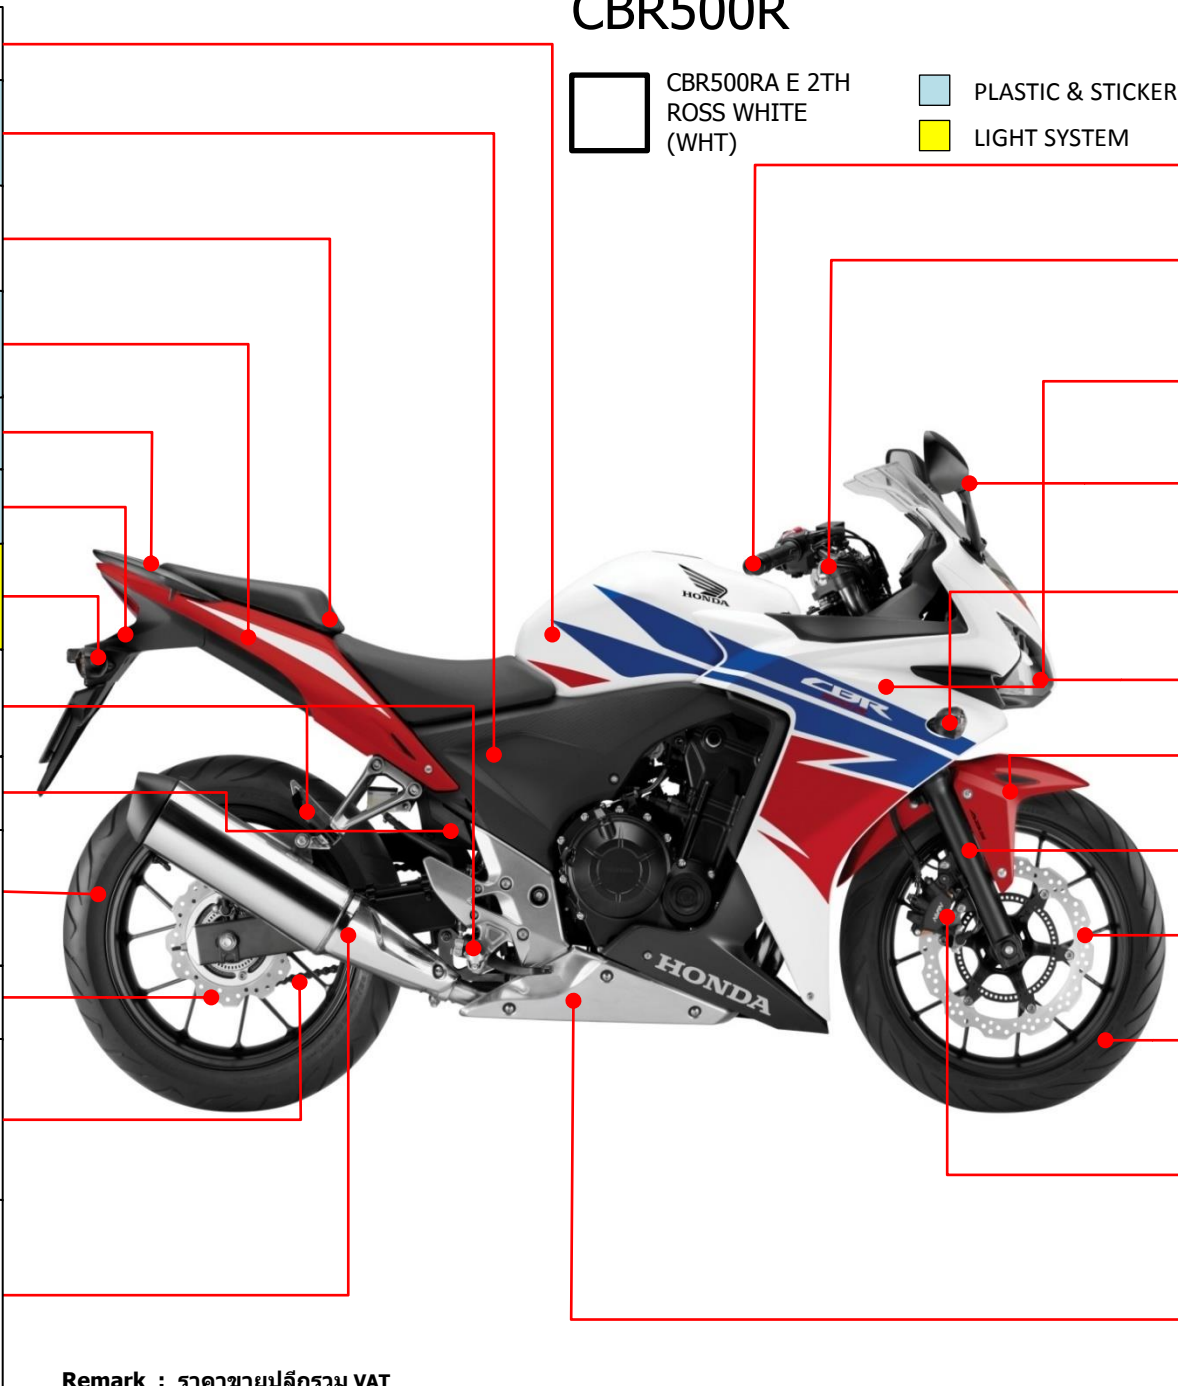 CBR500R
CBR500RA E 2TH
ROSS WHITE
(WHT)
PLASTIC & STICKER
LIGHT SYSTEM
HONDA
CBR
HONDA
Remark : ราคาขายปลีกรวม VAT